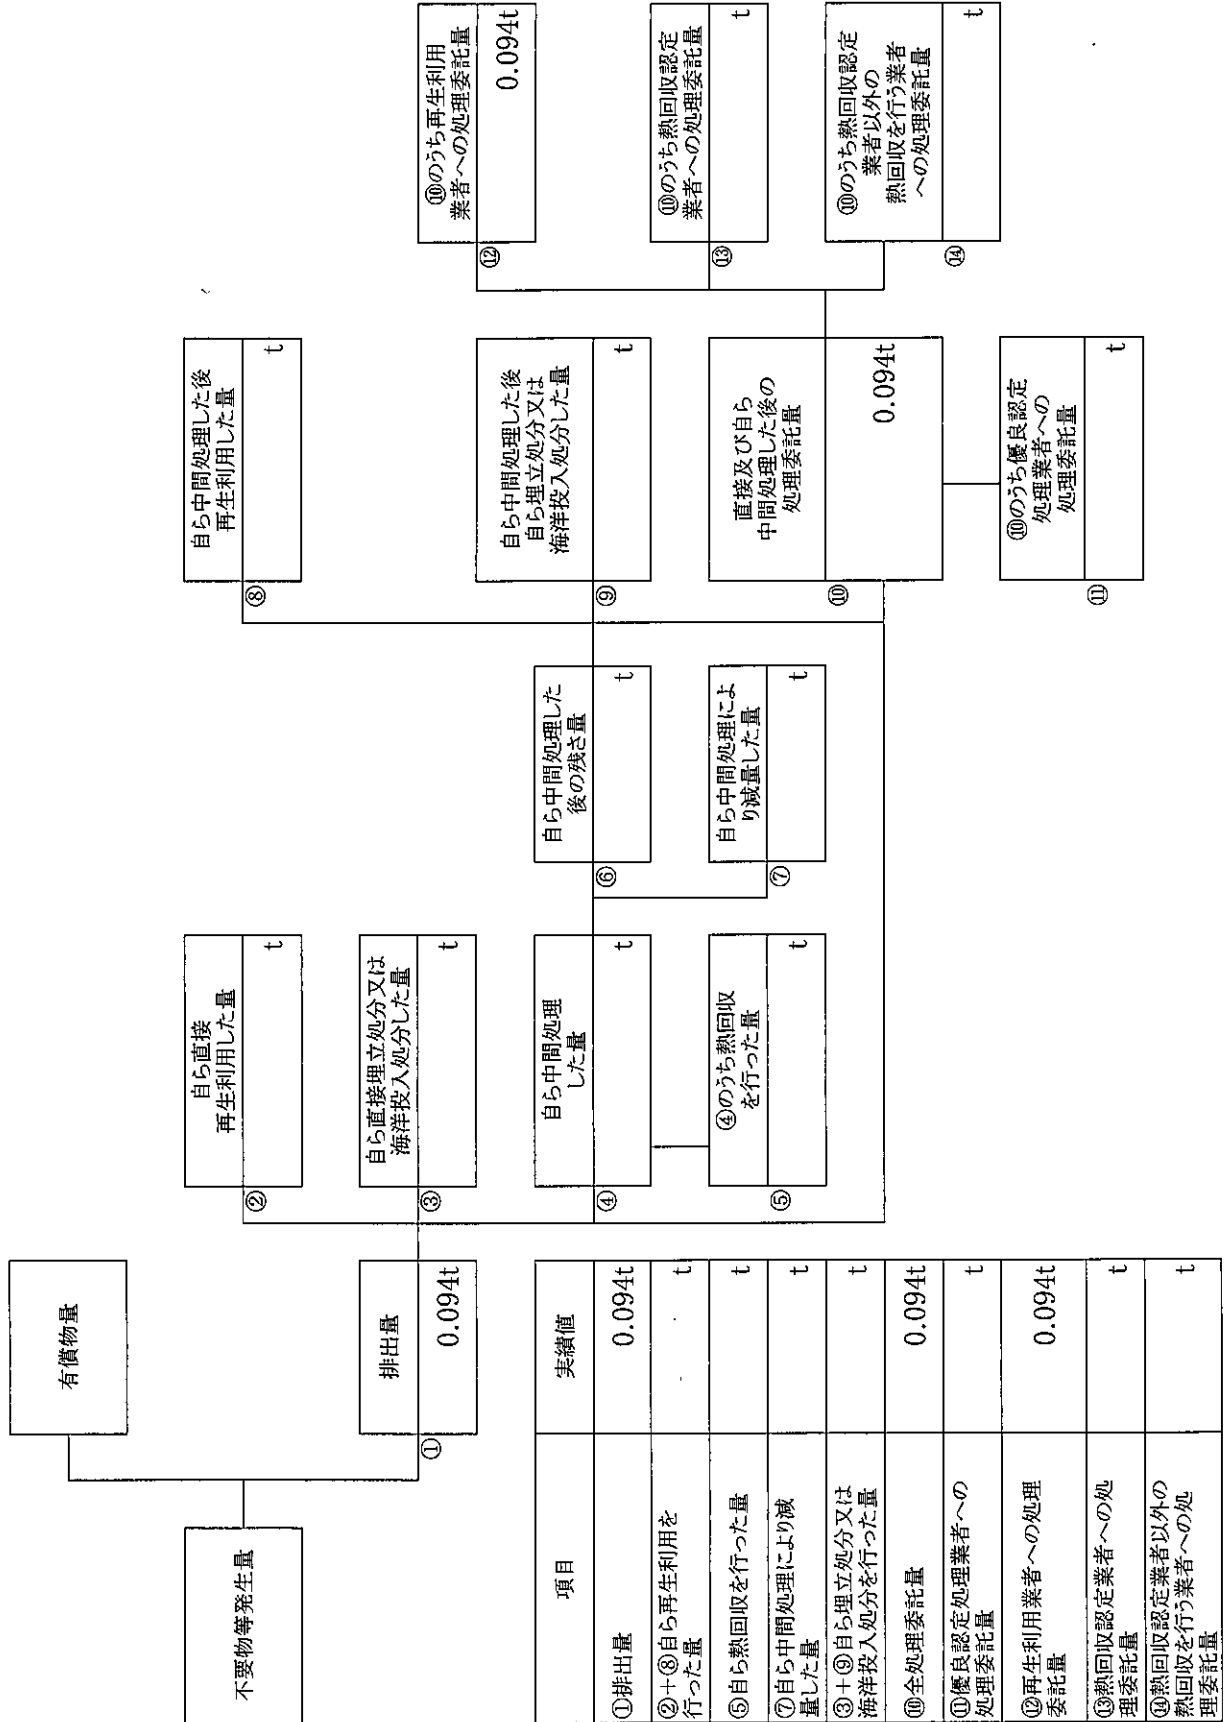 不要物等発生量
有償物量
①
排出量
0.094t
②
自ら直接
再生利用した量
t
③
自ら直接埋立処分又は
海洋投入処分した量
t
④
自ら中間処理
した量
t
⑤
④のうち熱回収
を行った量
t
⑥
自ら中間処理した
後の残さ量
t
⑦
自ら中間処理によ
り減量した量
t
⑧
自ら中間処理した後
再生利用した量
t
⑨
自ら中間処理した後
自ら埋立処分又は
海洋投入処分した量
t
⑩
直接及び自ら
中間処理した後の
処理委託量
0.094t
⑪
⑩のうち優良認定
処理業者への
処理委託量
t
⑫
⑩のうち再生利用
業者への処理委託量
0.094t
⑬
⑩のうち熱回収認定
業者への処理委託量
t
⑭
⑩のうち熱回収認定
業者以外の
熱回収を行う業者
への処理委託量
t
項目 実績値
①排出量 0.094t
②+⑧自ら再生利用を
行った量 t
⑤自ら熱回収を行った量 t
⑦自ら中間処理により減
量した量 t
③+⑨自ら埋立処分又は
海洋投入処分を行った量 t
⑩全処理委託量 0.094t
⑪優良認定処理業者への
処理委託量 t
⑫再生利用業者への処理
委託量 0.094t
⑬熱回収認定業者への処
理委託量 t
⑭熱回収認定業者以外の
熱回収を行う業者への処
理委託量 t